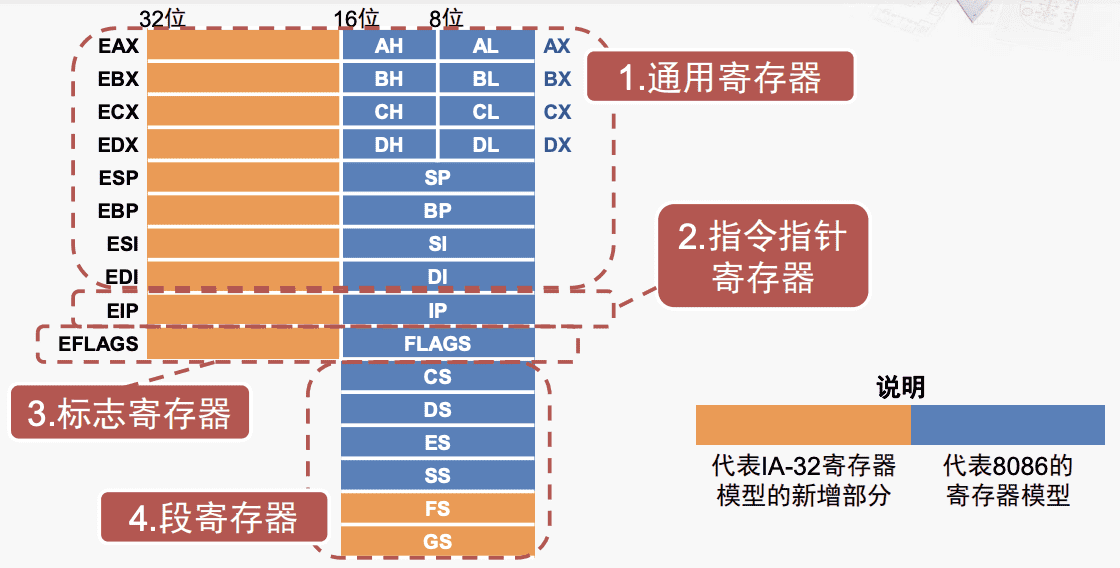 32位 16位 8位
EAX AH AL AX
1.通用寄存器
EBX BH BL BX
ECX CH CL CX
EDX DH DL DX
ESP SP
EBP BP
ESI SI
EDI DI
2.指令指针
寄存器
EIP IP
EFLAGS FLAGS
3.标志寄存器
CS
DS
ES
SS
4.段寄存器
FS
GS
说明
代表IA-32寄存器
模型的新增部分
代表8086的
寄存器模型